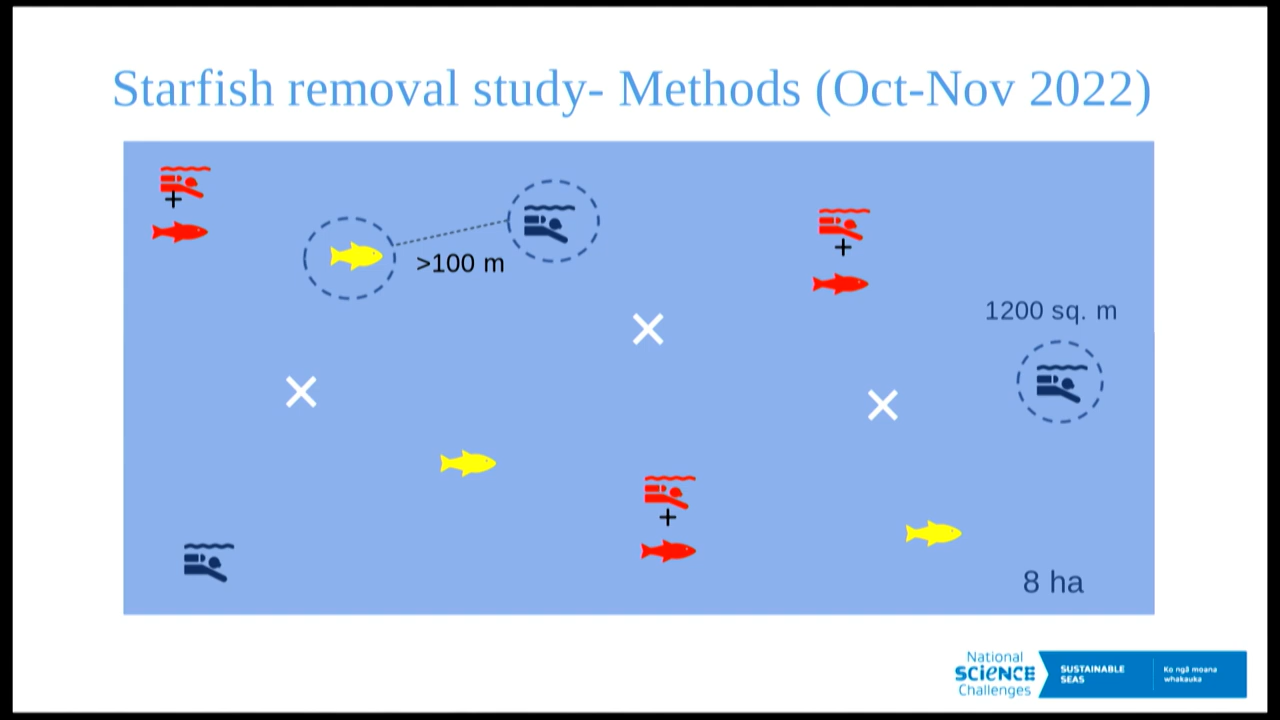 Starfish removal study- Methods (Oct-Nov 2022)
>100 m
1200 sq. m
8 ha
National
SCIENCE
Challenges
SUSTAINABLE
SEAS
Ko ngā moana
whakauka